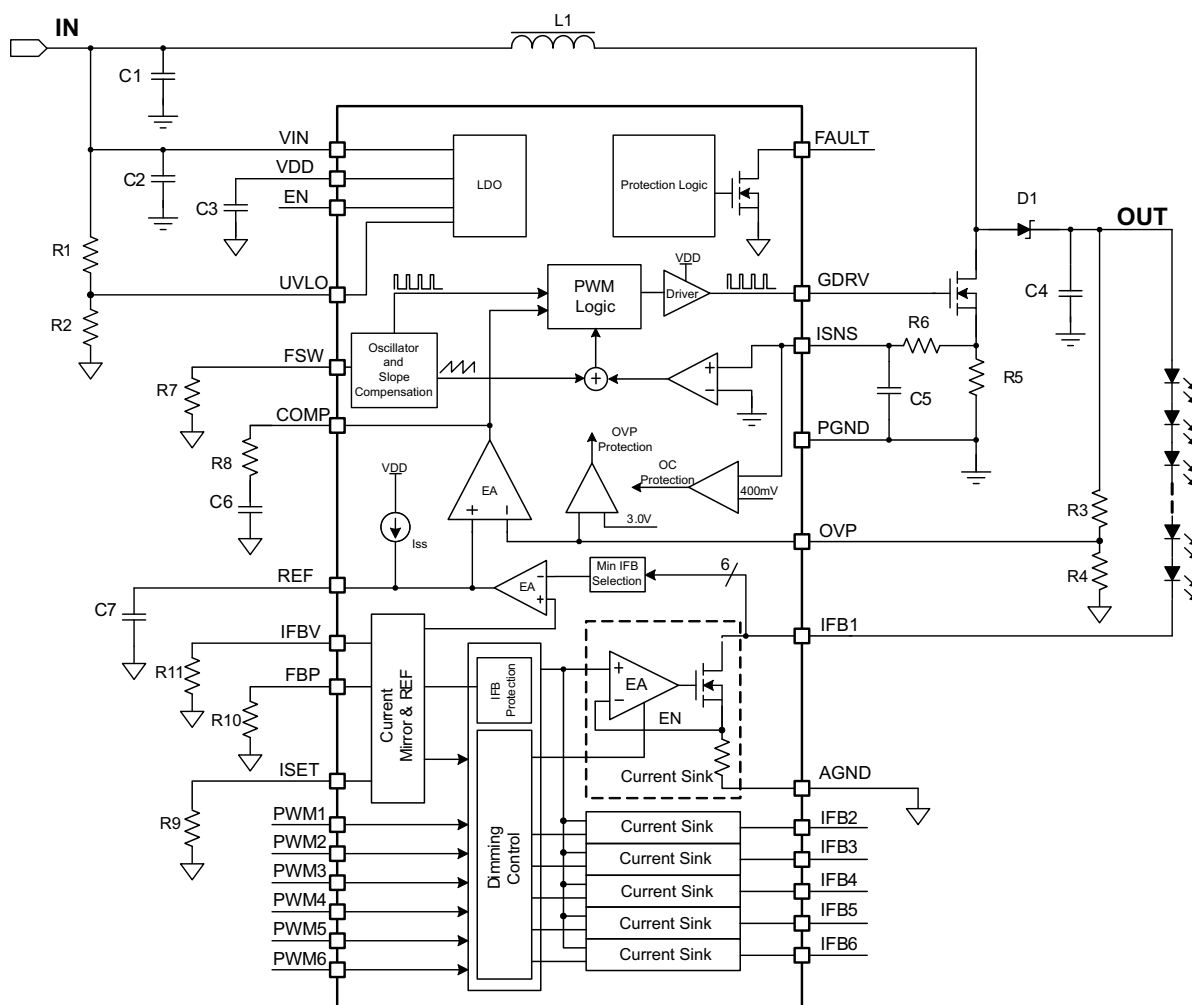 IN
L1
C1
VIN
FAULT
VDD
LDO
Protection Logic
C2
EN
C3
D1
OUT
R1
UVLO
VDD
PWM
Logic
Driver
GDRV
C4
R2
R6
ISNS
FSW
Oscillator
and
Slope
Compensation
+
–
+
R5
R7
C5
COMP
PGND
OVP
Protection
R8
VDD
OC
Protection
EA
400mV
C6
+
–
3.0V
R3
Iss
OVP
REF
Min IFB
Selection
6
R4
EA
–
+
C7
IFBV
IFB1
R11
FBP
IFB
Protection
+
EA
–
R10
Current
Mirror & REF
EN
ISET
Current Sink
AGND
R9
PWM1
Current Sink
IFB2
PWM2
Current Sink
IFB3
PWM3
Dimming
Control
Current Sink
IFB4
PWM4
Current Sink
IFB5
PWM5
Current Sink
IFB6
PWM6